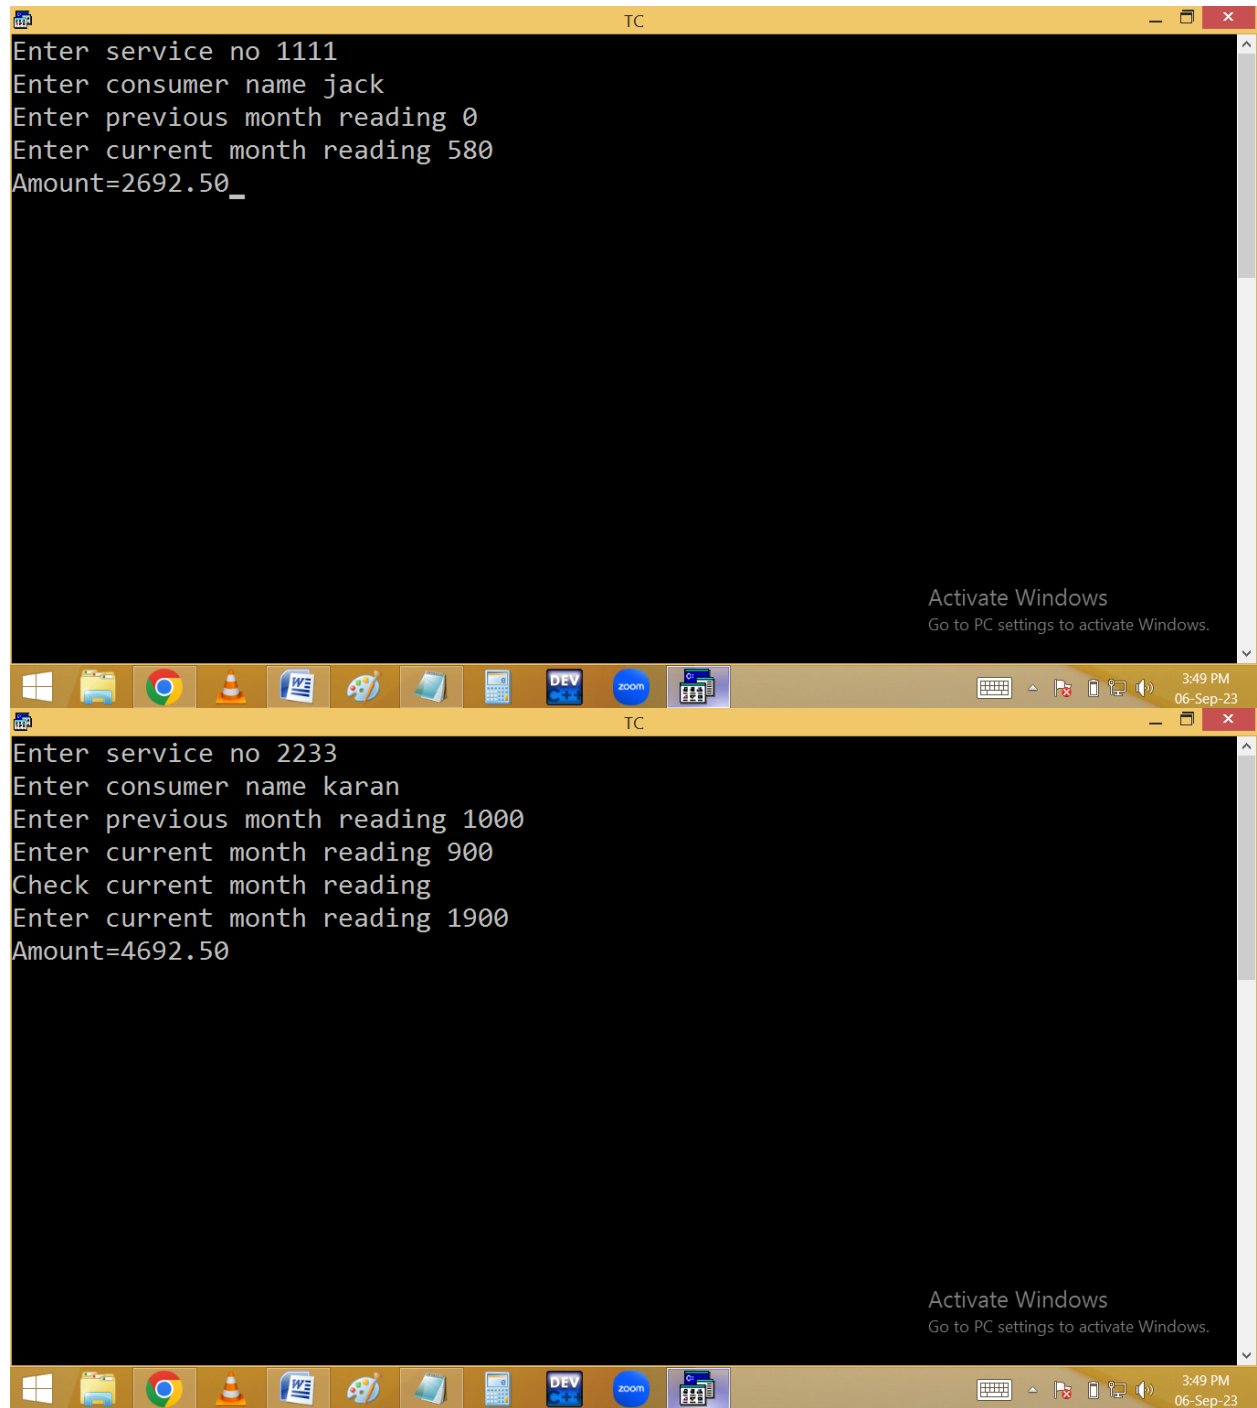 TC
Enter service no 1111
Enter consumer name jack
Enter previous month reading 0
Enter current month reading 580
Amount=2692.50_
Activate Windows
Go to PC settings to activate Windows.
W
DEV
C++
zoom
3:49 PM
06-Sep-23
TC
Enter service no 2233
Enter consumer name karan
Enter previous month reading 1000
Enter current month reading 900
Check current month reading
Enter current month reading 1900
Amount=4692.50
Activate Windows
Go to PC settings to activate Windows.
W
DEV
C++
zoom
3:49 PM
06-Sep-23